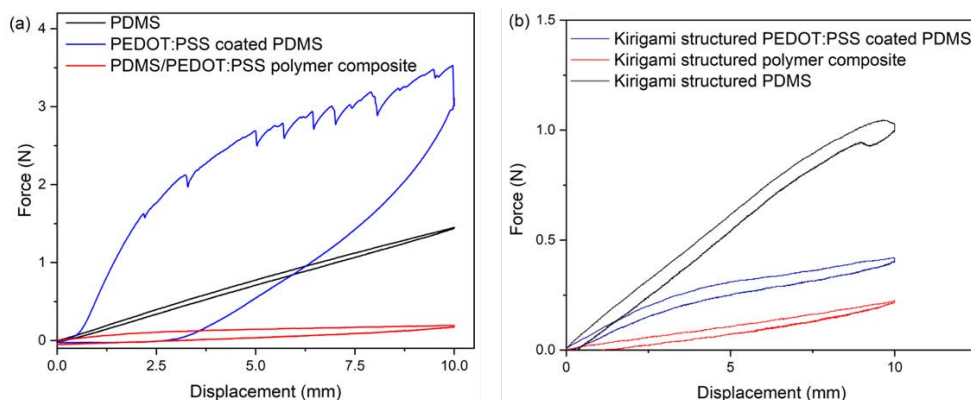 (a)
PDMS
PEDOT:PSS coated PDMS
PDMS/PEDOT:PSS polymer composite
Force (N)
4
3
2
1
0
0.0
2.5
5.0
7.5
10.0
Displacement (mm)
(b)
Kirigami structured PEDOT:PSS coated PDMS
Kirigami structured polymer composite
Kirigami structured PDMS
Force (N)
1.5
1.0
0.5
0.0
0
5
10
Displacement (mm)